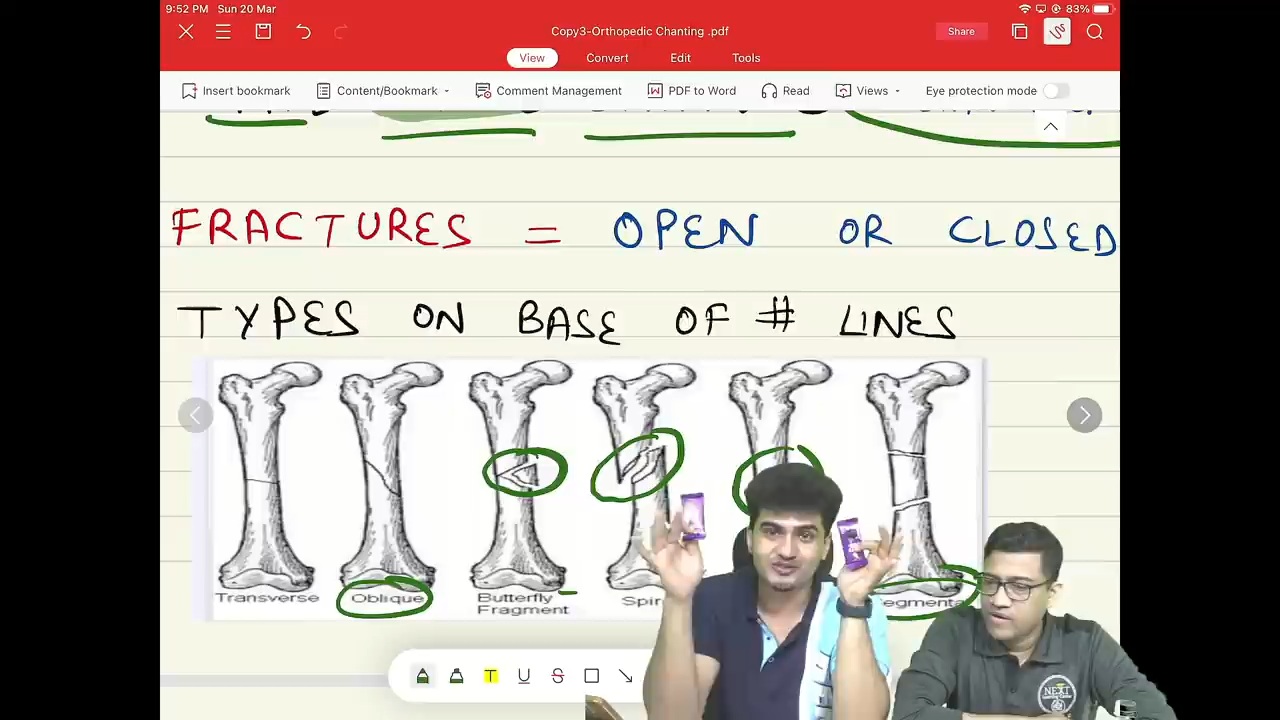 9:52 PM Sun 20 Mar 83%
Copy3-Orthopedic Chanting .pdf
Share
View Convert Edit Tools
Insert bookmark Content/Bookmark Comment Management PDF to Word Read Views Eye protection mode
FRACTURES = OPEN OR CLOSED
TYPES ON BASE OF # LINES
Transverse Oblique Butterfly
Fragment
T U S
NEXT